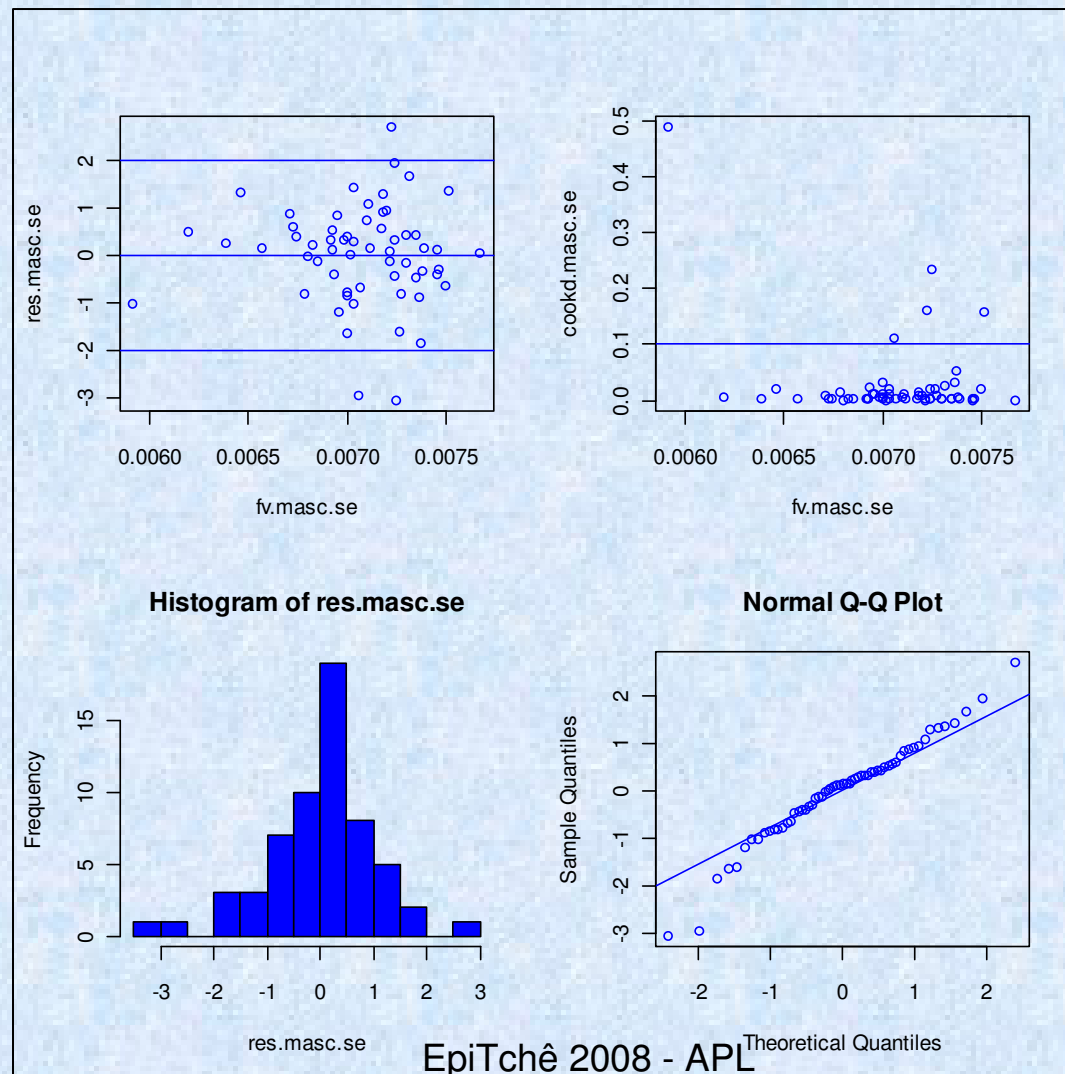 res.masc.se
2
1
0
-1
-2
-3
0.0060 0.0065 0.0070 0.0075
fv.masc.se
cookd.masc.se
0.5
0.4
0.3
0.2
0.1
0.0
0.0060 0.0065 0.0070 0.0075
fv.masc.se
Histogram of res.masc.se
Frequency
15
10
5
0
-3 -2 -1 0 1 2 3
res.masc.se
Normal Q-Q Plot
Sample Quantiles
2
1
0
-1
-2
-3
-2 -1 0 1 2
Theoretical Quantiles
EpiTchê 2008 - APL